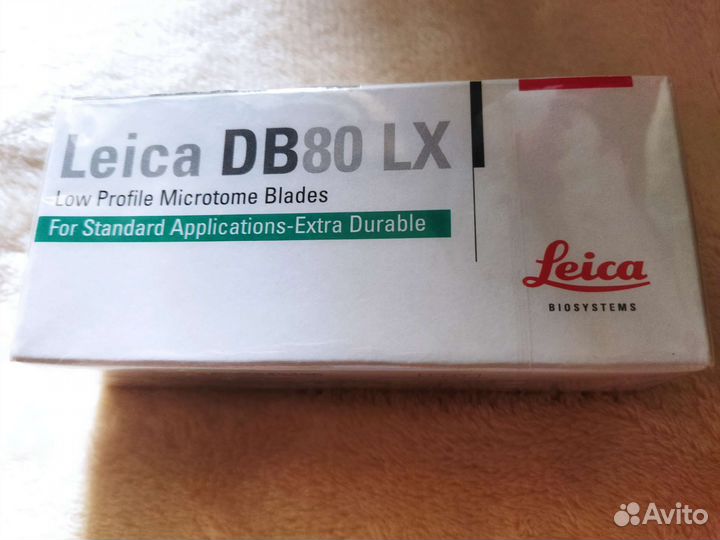 Leica DB80 LX
Low Profile Microtome Blades
For Standard Applications-Extra Durable
Leica
BIOSYSTEMS
Avito